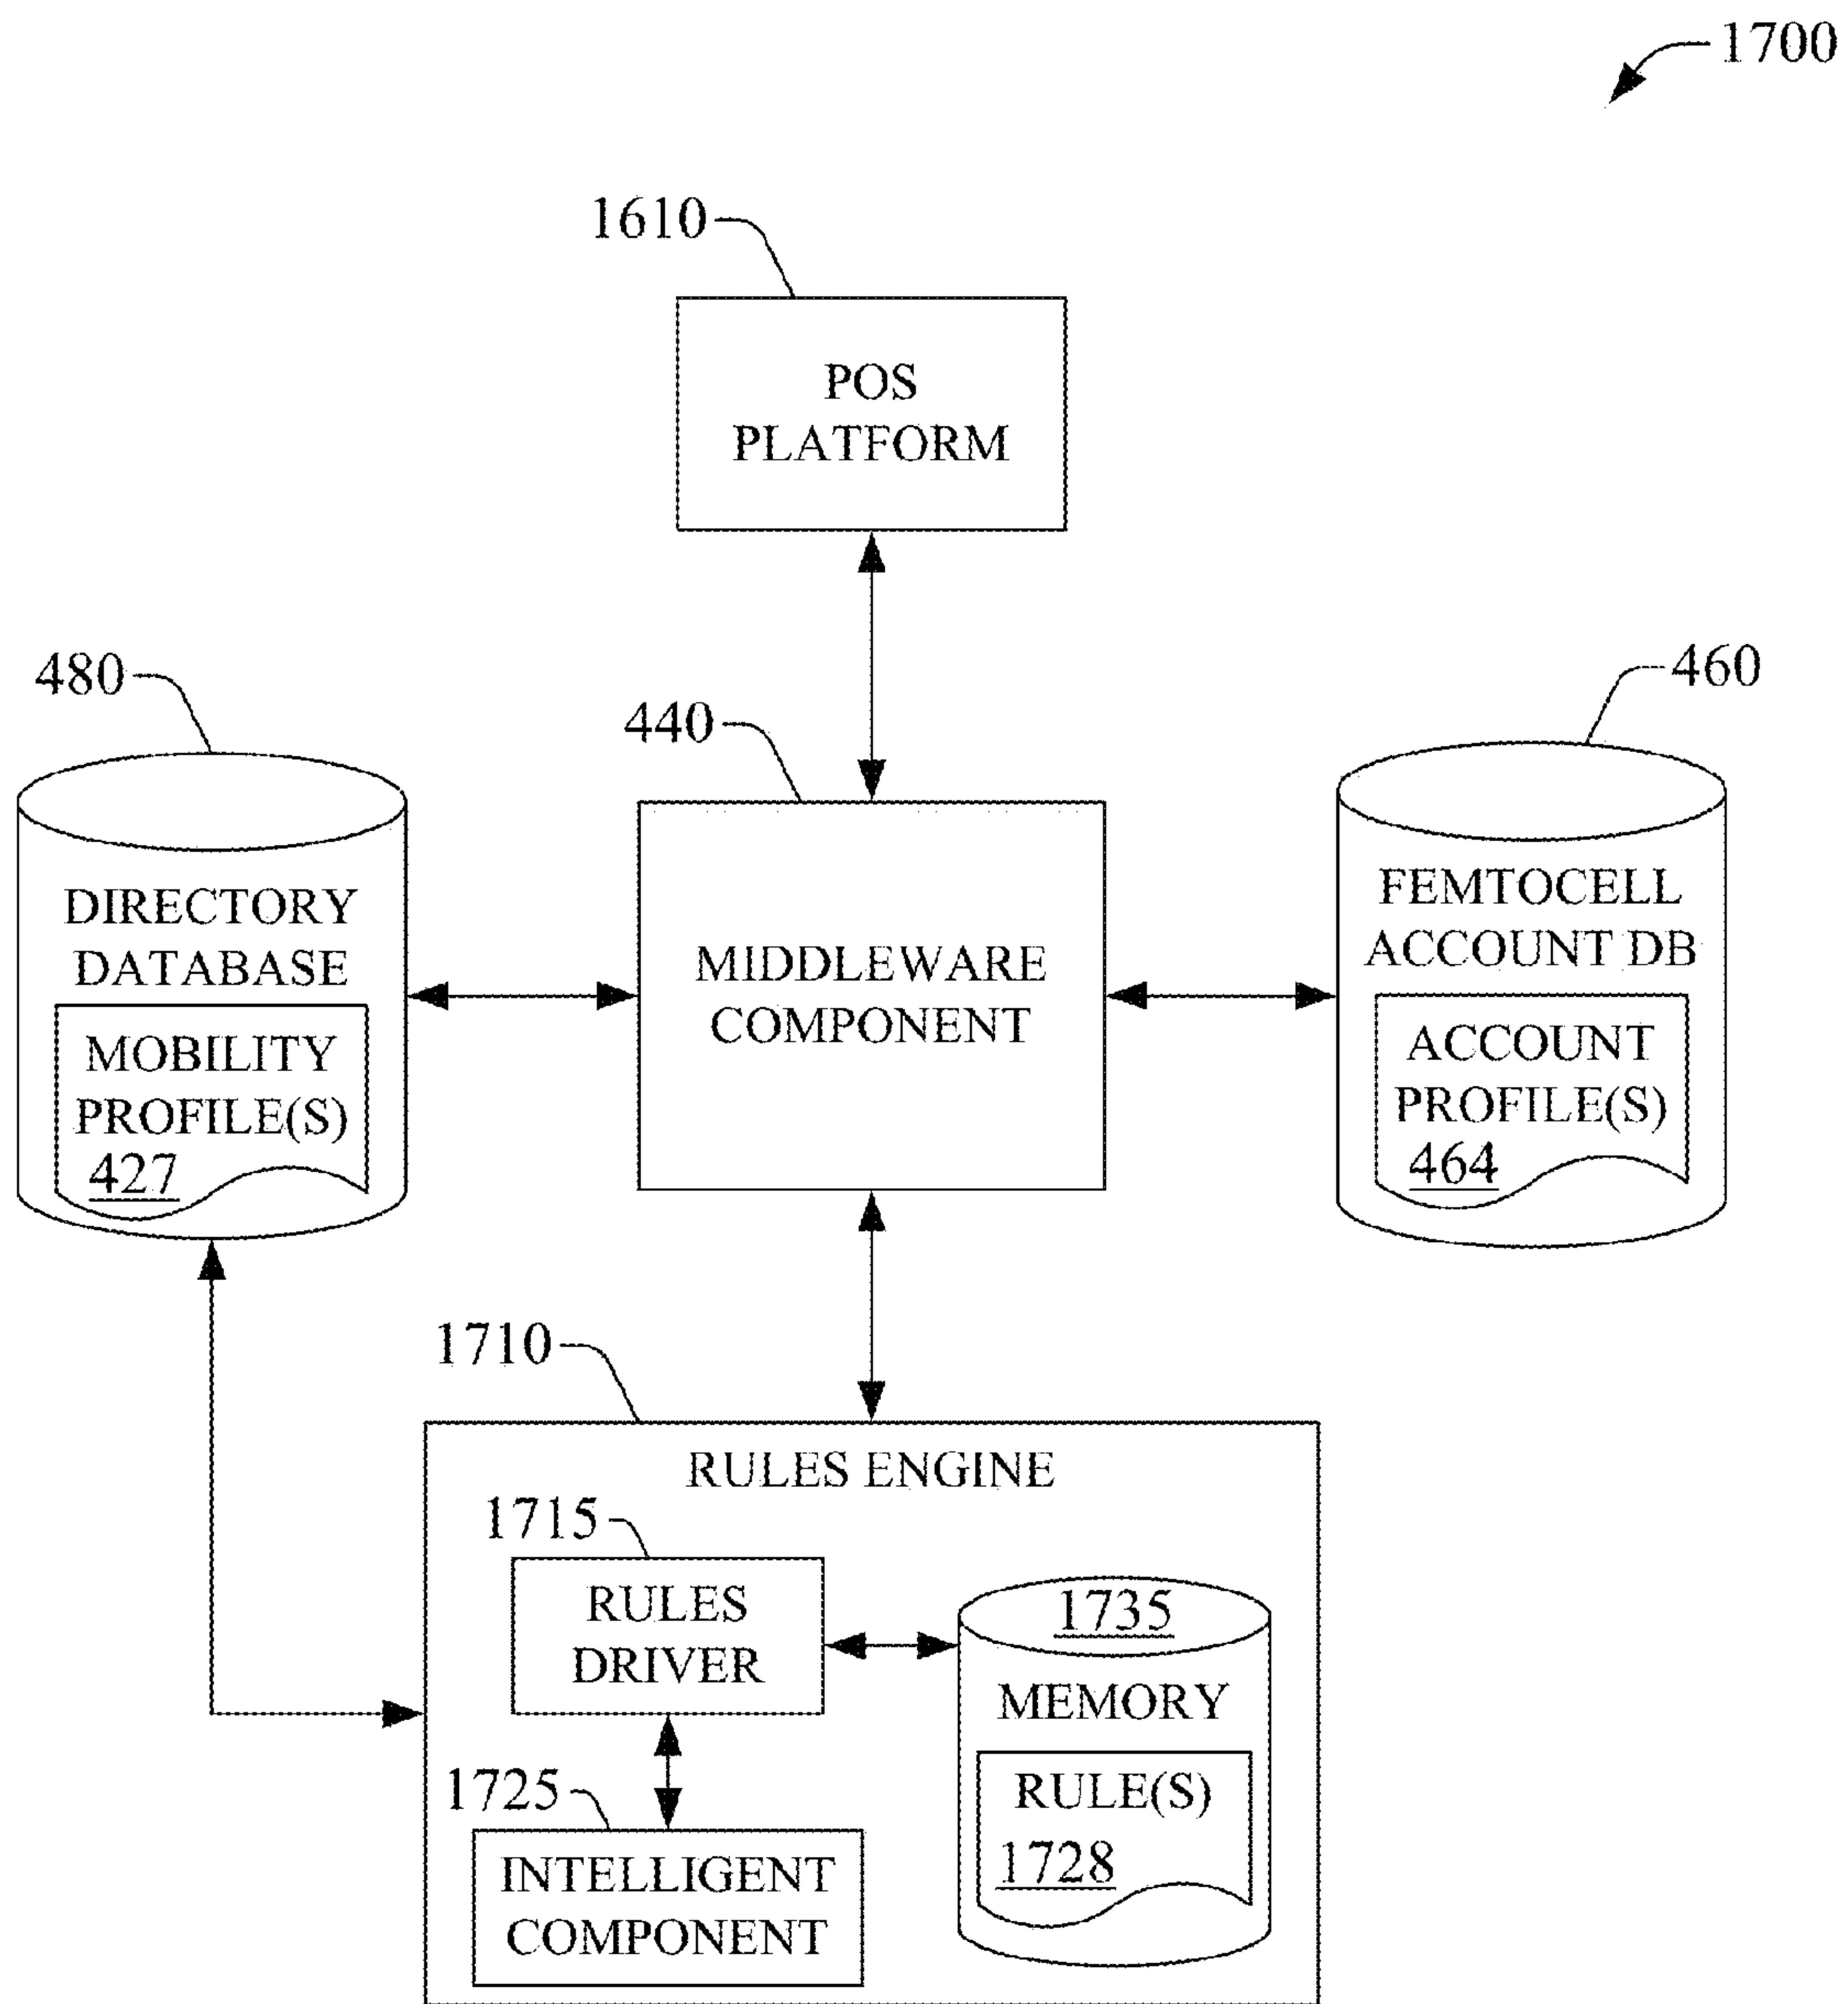 1700
1610
POS
PLATFORM
480
440
460
DIRECTORY
DATABASE
MOBILITY
PROFILE(S)
427
MIDDLEWARE
COMPONENT
FEMTOCELL
ACCOUNT DB
ACCOUNT
PROFILE(S)
464
1710
RULES ENGINE
1715
RULES
DRIVER
1735
MEMORY
RULE(S)
1728
1725
INTELLIGENT
COMPONENT